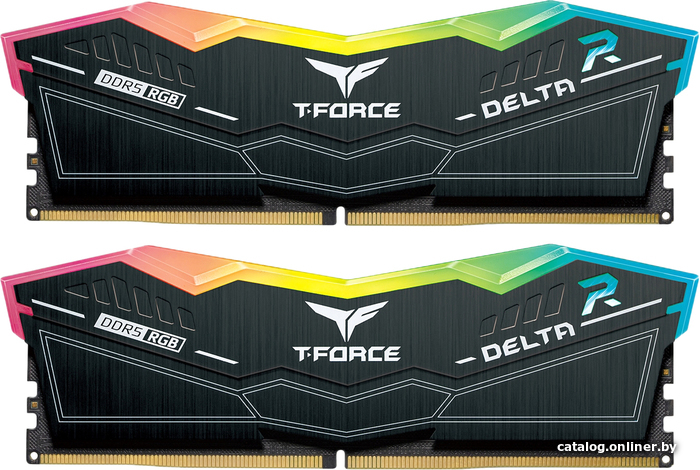 DDR5 RGB
T-FORCE
DELTA R
DDR5 RGB
T-FORCE
DELTA R
catalog.onliner.by